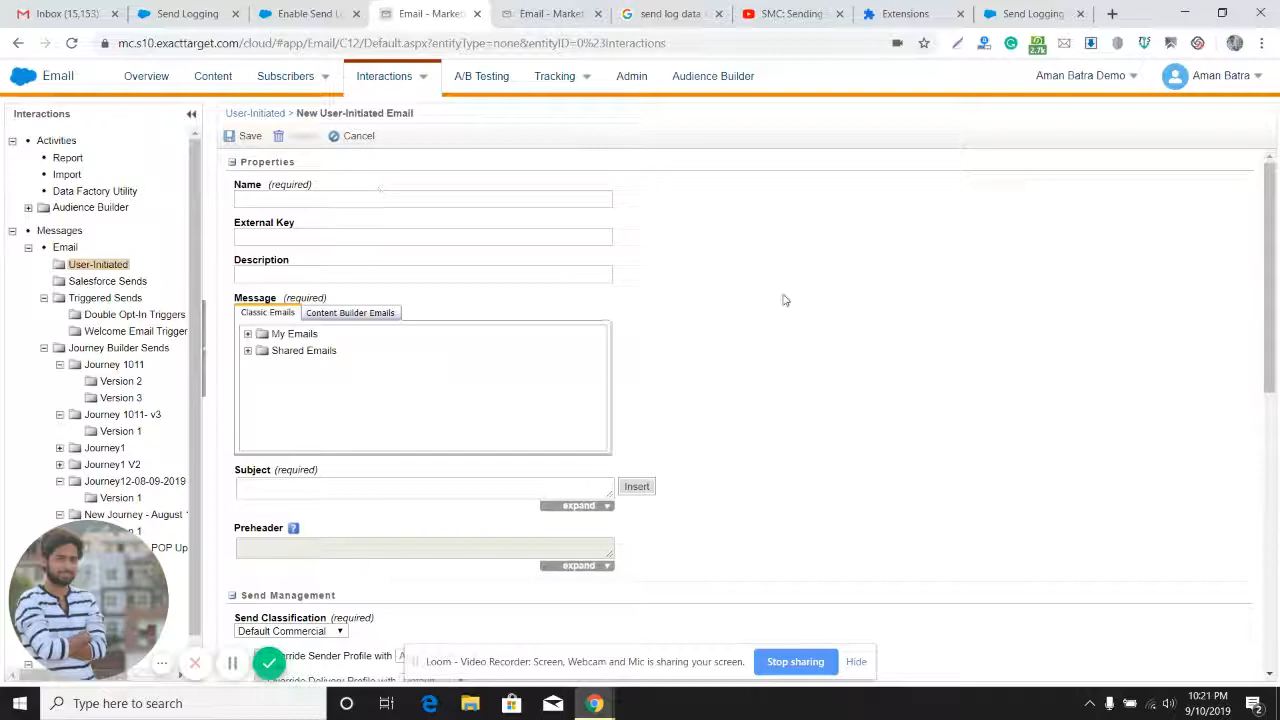 Inbox (15,153)
Send Logging
Enable Send L
Email - Market
Email - Market
send log data
SMC: Sending
Extensions
Send Logging
mc.s10.exacttarget.com/cloud/#app/Email/C12/Default.aspx?entityType=none&entityID=0%23Interactions
2.7k
Email
Overview
Content
Subscribers
Interactions
A/B Testing
Tracking
Admin
Audience Builder
Aman Batra Demo
Aman Batra
Interactions
User-Initiated > New User-Initiated Email
Save
Cancel
Activities
Report
Import
Data Factory Utility
Audience Builder
Messages
Email
User-Initiated
Salesforce Sends
Triggered Sends
Double Opt-In Triggers
Welcome Email Trigger
Journey Builder Sends
Journey 1011
Version 2
Version 3
Journey 1011- v3
Version 1
Journey1
Journey1 V2
Journey12-08-09-2019
Version 1
New Journey - August 1
POP Up
Properties
Name (required)
External Key
Description
Message (required)
Classic Emails
Content Builder Emails
My Emails
Shared Emails
Subject (required)
Insert
expand
Preheader ?
expand
Send Management
Send Classification (required)
Default Commercial
rride Sender Profile with
Loom - Video Recorder: Screen, Webcam and Mic is sharing your screen.
Stop sharing
Hide
Type here to search
10:21 PM
9/10/2019
2